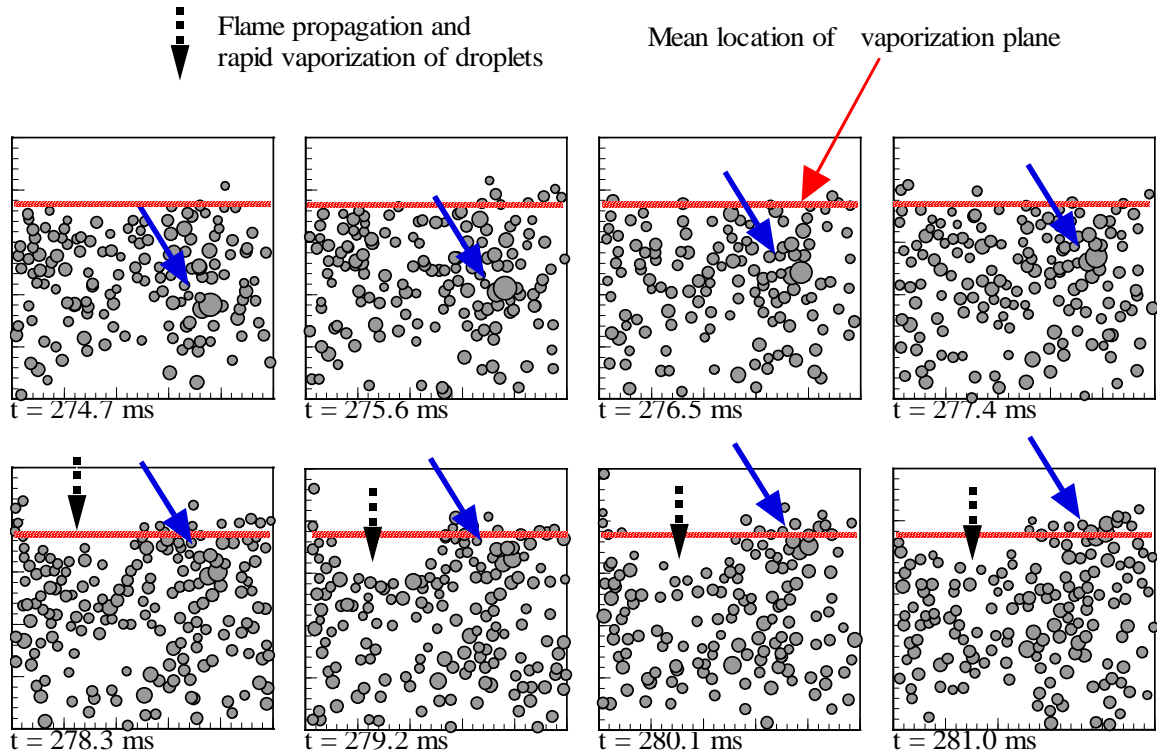 Flame propagation and
rapid vaporization of droplets
Mean location of vaporization plane
t = 274.7 ms
t = 275.6 ms
t = 276.5 ms
t = 277.4 ms
t = 278.3 ms
t = 279.2 ms
t = 280.1 ms
t = 281.0 ms